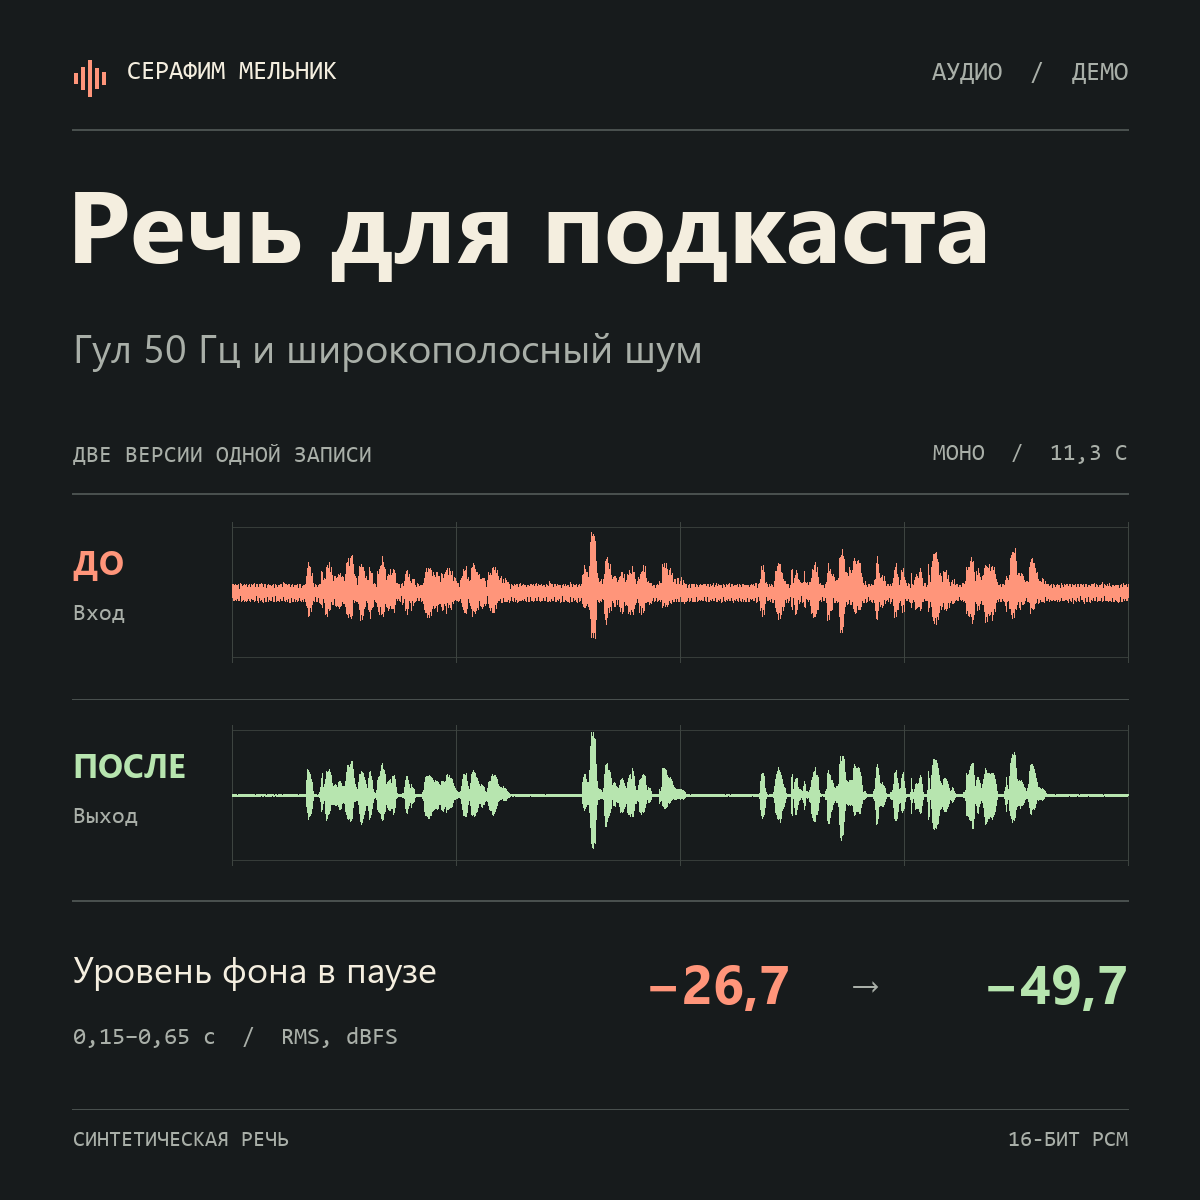 СЕРАФИМ МЕЛЬНИК
АУДИО / ДЕМО
Речь для подкаста
Гул 50 Гц и широкополосный шум
ДВЕ ВЕРСИИ ОДНОЙ ЗАПИСИ
МОНО / 11,3 С
ДО
Вход
ПОСЛЕ
Выход
Уровень фона в паузе
−26,7 → −49,7
0,15–0,65 с / RMS, dBFS
СИНТЕТИЧЕСКАЯ РЕЧЬ
16-БИТ PCM